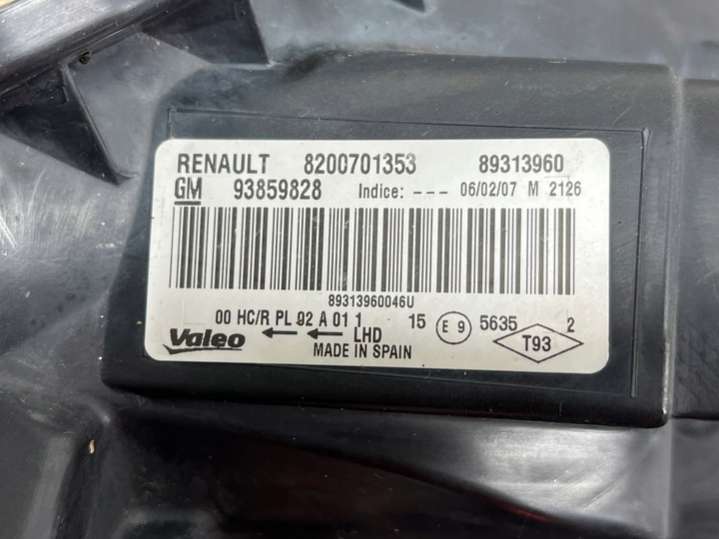 RENAULT 8200701353 89313960
GM 93859828 Indice: --- 06/02/07 M 2126
89313960046U
00 HC/R PL 02 A 01 1 15 E 9 5635 2
Valeo ← ← LHD T93
MADE IN SPAIN